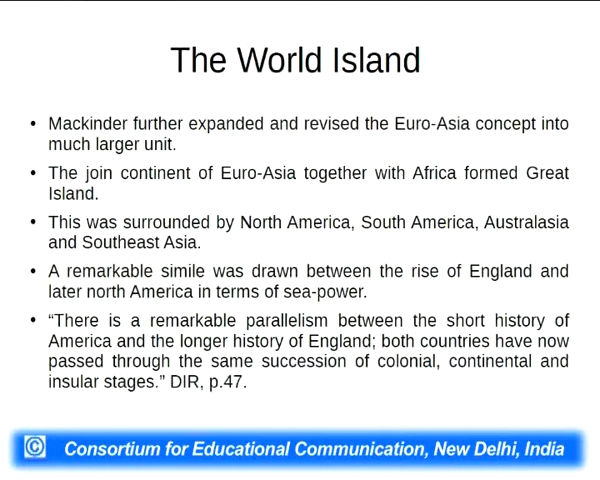 The World Island
• Mackinder further expanded and revised the Euro-Asia concept into
much larger unit.
• The join continent of Euro-Asia together with Africa formed Great
Island.
• This was surrounded by North America, South America, Australasia
and Southeast Asia.
• A remarkable simile was drawn between the rise of England and
later north America in terms of sea-power.
• “There is a remarkable parallelism between the short history of
America and the longer history of England; both countries have now
passed through the same succession of colonial, continental and
insular stages.” DIR, p.47.
© Consortium for Educational Communication, New Delhi, India